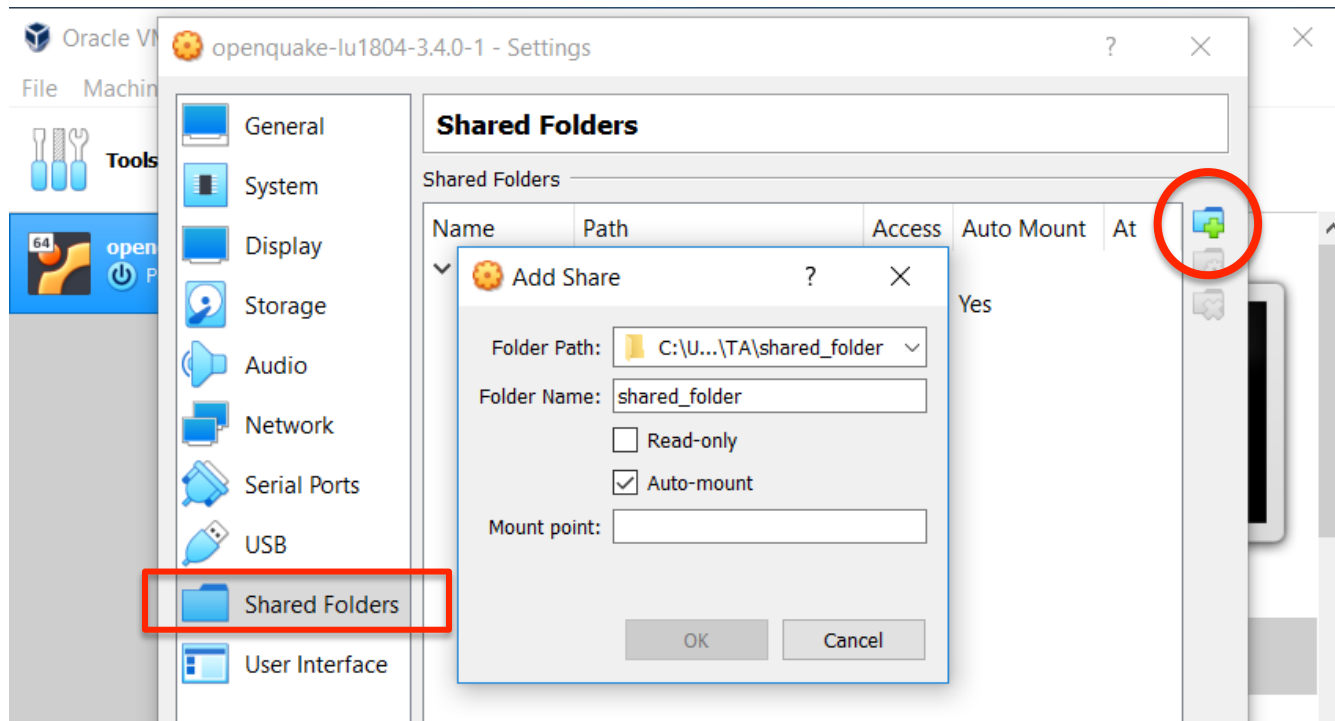 Oracle VM
File Machin
Tools
64
open
P
openquake-lu1804-3.4.0-1 - Settings
?
General
System
Display
Storage
Audio
Network
Serial Ports
USB
Shared Folders
User Interface
Shared Folders
Shared Folders
Name Path Access Auto Mount At
Yes
Add Share
?
Folder Path: C:\U...\TA\shared_folder
Folder Name: shared_folder
Read-only
Auto-mount
Mount point:
OK Cancel